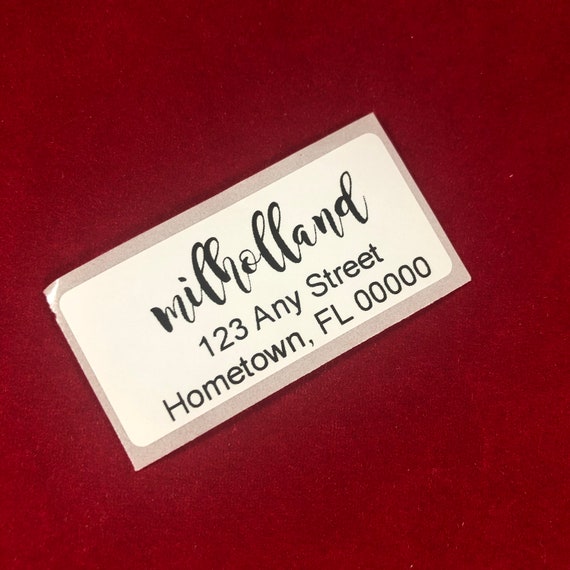 milholland
123 Any Street
Hometown, FL 00000